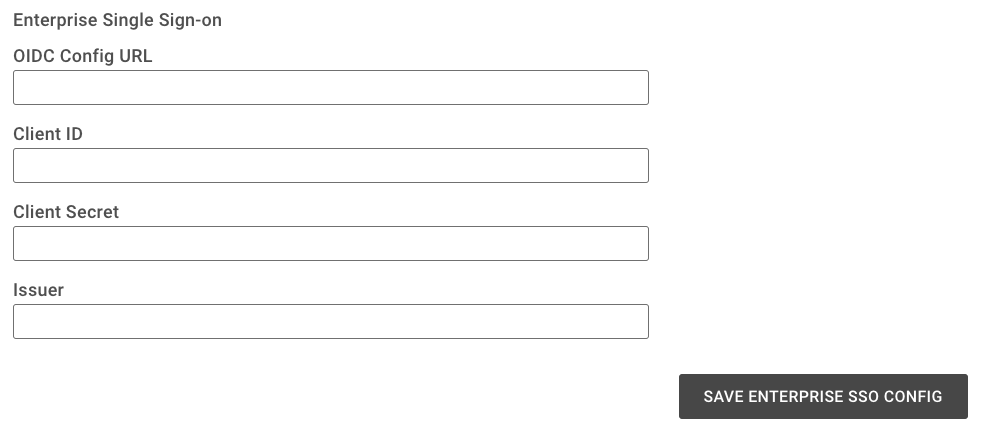 Enterprise Single Sign-on
OIDC Config URL
Client ID
Client Secret
Issuer
SAVE ENTERPRISE SSO CONFIG